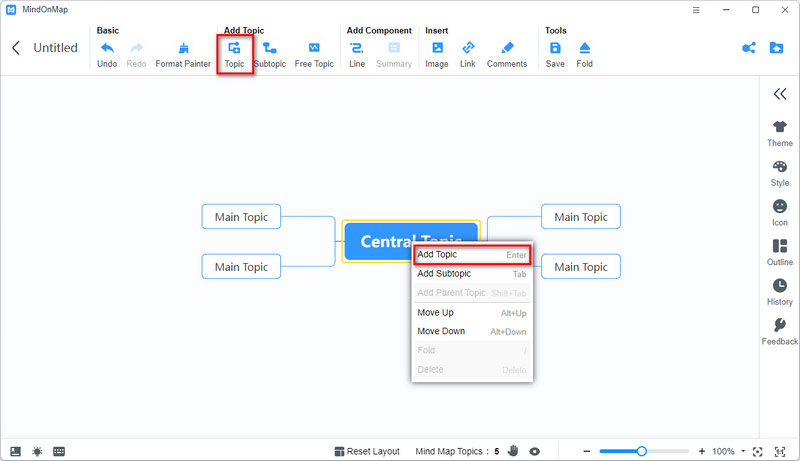 MindOnMap
Untitled
Basic
Undo Redo Format Painter
Add Topic
Topic Subtopic Free Topic
Add Component
Line Summary
Insert
Image Link Comments
Tools
Save Fold
Main Topic
Main Topic
Central Topic
Main Topic
Main Topic
Add Topic Enter
Add Subtopic Tab
Add Parent Topic Shift+Tab
Move Up Alt+Up
Move Down Alt+Down
Fold /
Delete Delete
Theme
Style
Icon
Outline
History
Feedback
Reset Layout Mind Map Topics : 5 − + 100%